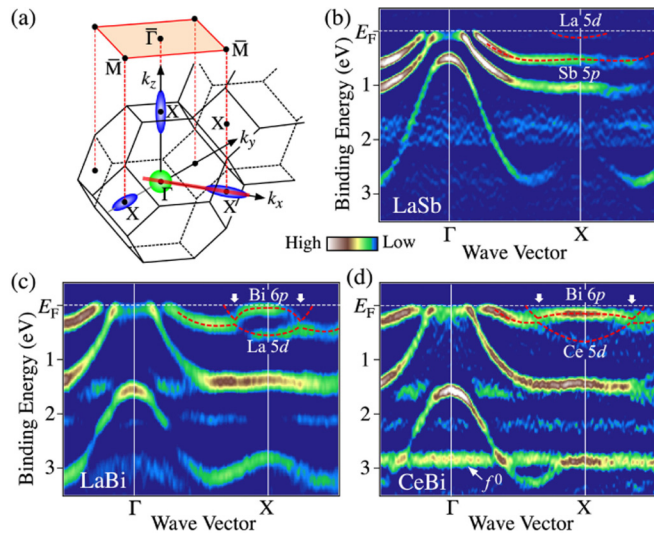 (a)
Γ̄
M̄
M̄
k_z
X
X
k_y
Γ
X
X
k_x
High Low
(b)
E_F
1
2
3
Binding Energy (eV)
La 5d
Sb 5p
LaSb
Γ X
Wave Vector
(c)
E_F
1
2
3
Binding Energy (eV)
Bi 6p
La 5d
LaBi
Γ X
Wave Vector
(d)
E_F
1
2
3
Binding Energy (eV)
Bi 6p
Ce 5d
f⁰
CeBi
Γ X
Wave Vector